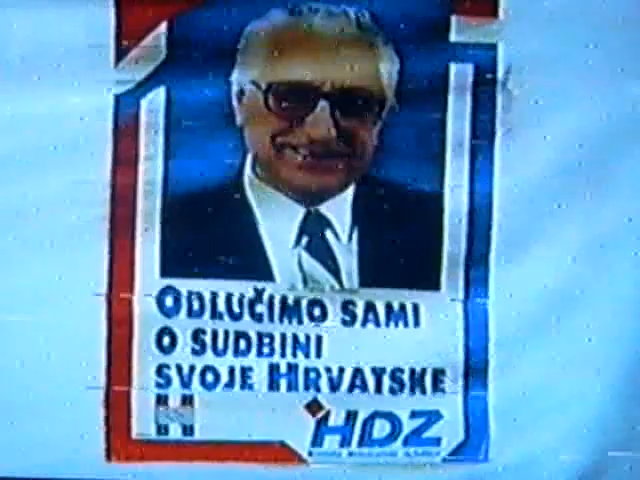 ODLUČIMO SAMI
O SUDBINI
SVOJE HRVATSKE
H
HDZ